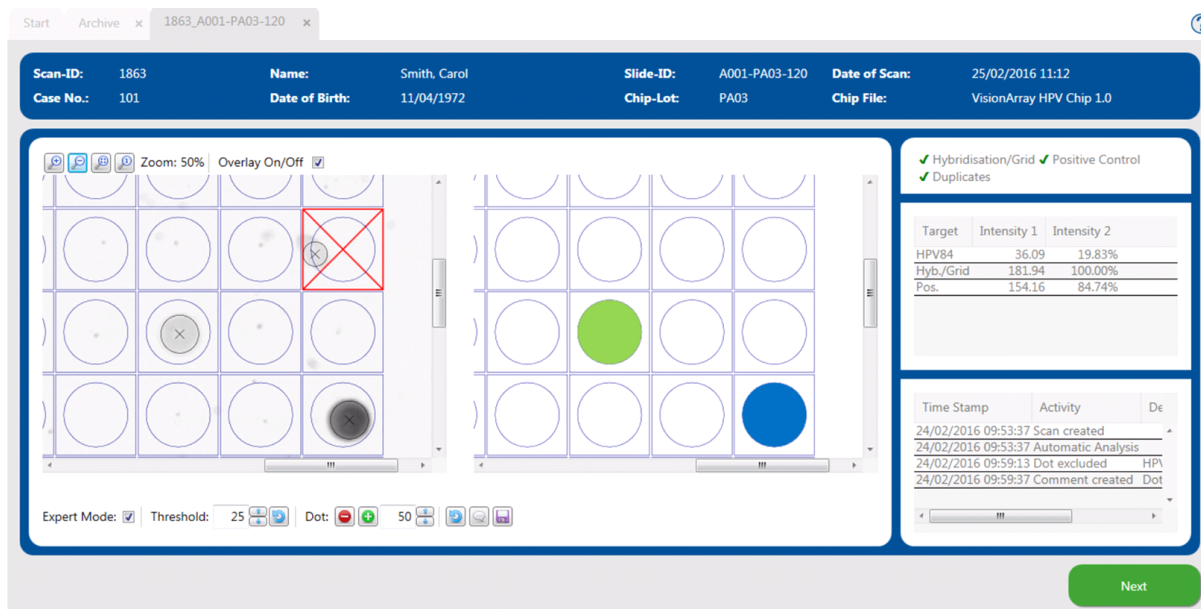 Start Archive × 1863_A001-PA03-120 ×
?
Scan-ID: 1863 Name: Smith, Carol Slide-ID: A001-PA03-120 Date of Scan: 25/02/2016 11:12
Case No.: 101 Date of Birth: 11/04/1972 Chip-Lot: PA03 Chip File: VisionArray HPV Chip 1.0
Zoom: 50% Overlay On/Off
✓ Hybridisation/Grid ✓ Positive Control
✓ Duplicates
Target Intensity 1 Intensity 2
HPV84 36.09 19.83%
Hyb./Grid 181.94 100.00%
Pos. 154.16 84.74%
Time Stamp Activity De
24/02/2016 09:53:37 Scan created
24/02/2016 09:53:37 Automatic Analysis
24/02/2016 09:59:13 Dot excluded HPV
24/02/2016 09:59:37 Comment created Dot
Expert Mode: Threshold: 25 Dot: 50
Next